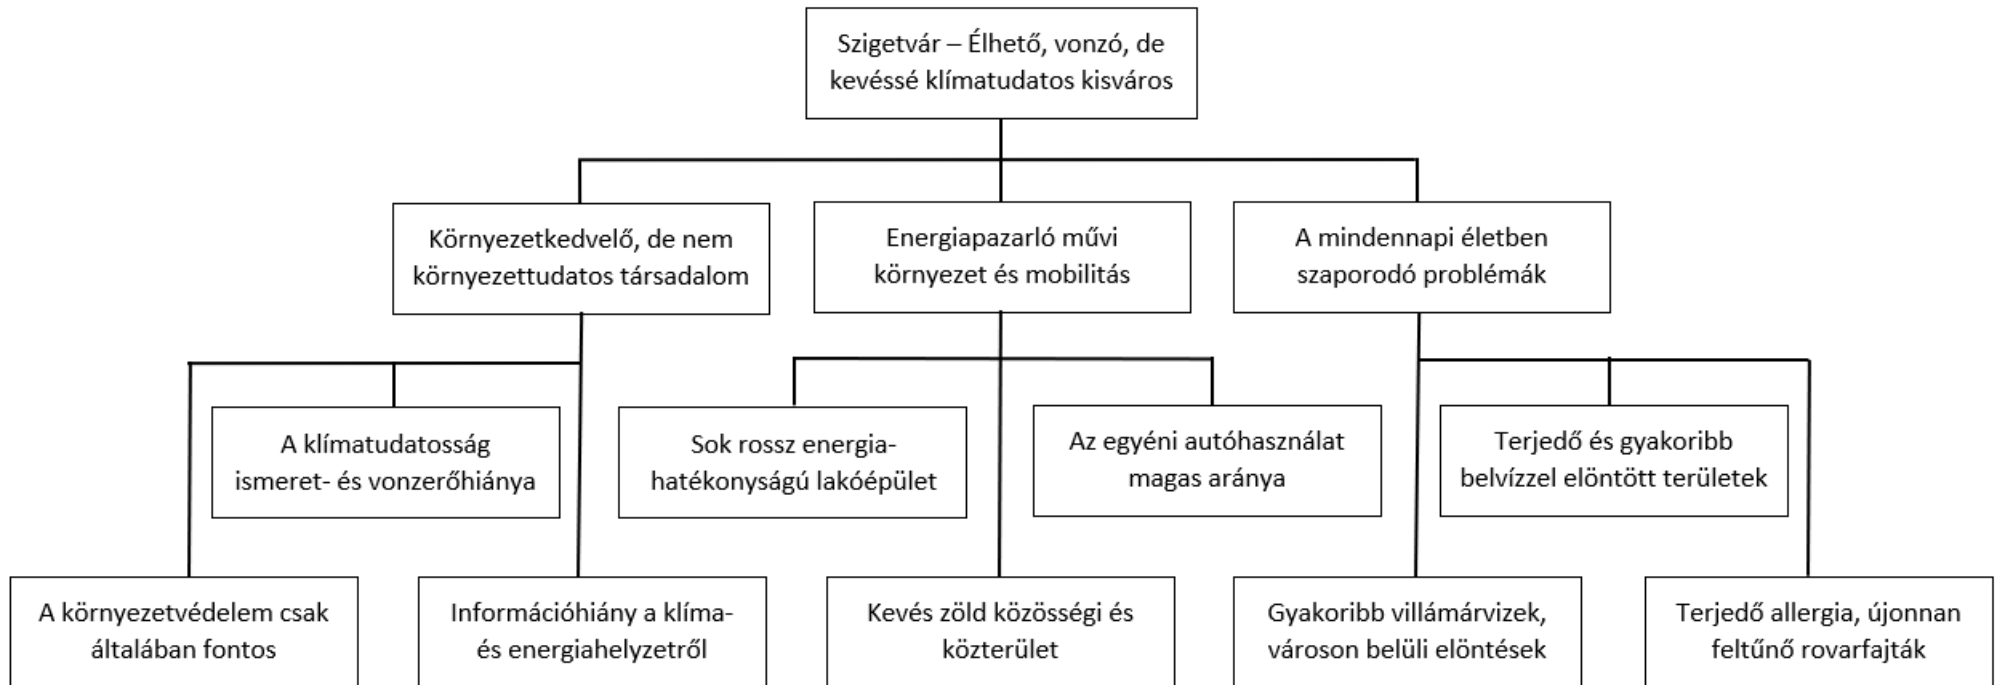 Szigetvár – Élhető, vonzó, de
kevéssé klímatudatos kisváros
Környezetkedvelő, de nem
környezettudatos társadalom
Energiapazarló művi
környezet és mobilitás
A mindennapi életben
szaporodó problémák
A klímatudatosság
ismeret- és vonzerőhiánya
Sok rossz energia-
hatékonyságú lakóépület
Az egyéni autóhasználat
magas aránya
Terjedő és gyakoribb
belvízzel elöntött területek
A környezetvédelem csak
általában fontos
Információhiány a klíma-
és energiahelyzetről
Kevés zöld közösségi és
közterület
Gyakoribb villámárvizek,
városon belüli elöntések
Terjedő allergia, újonnan
feltűnő rovarfajták